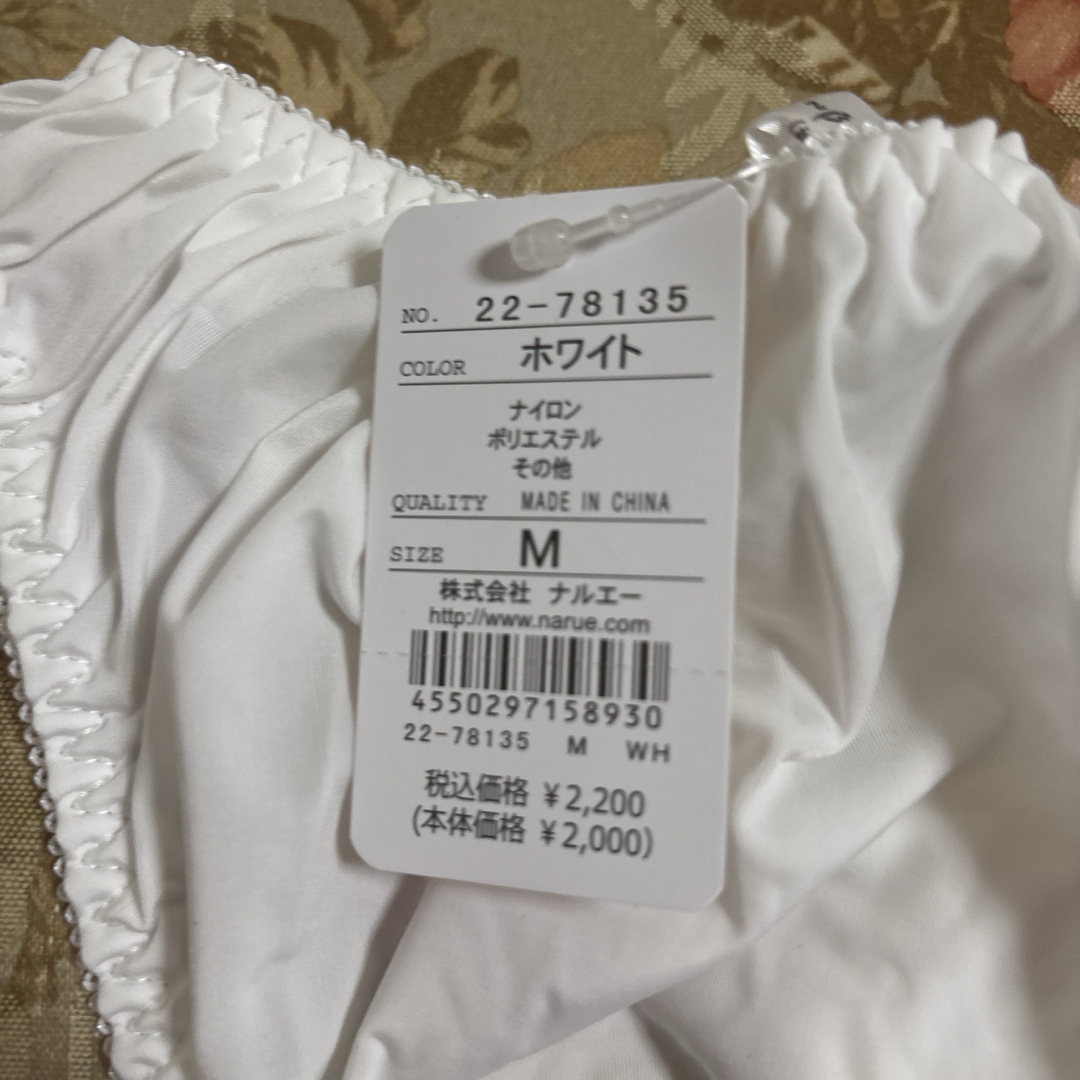 NO. 22-78135
COLOR ホワイト
ナイロン
ポリエステル
その他
QUALITY MADE IN CHINA
SIZE M
株式会社 ナルエー
http://www.narue.com
4550297158930
22-78135 M WH
税込価格 ¥2,200
(本体価格 ¥2,000)